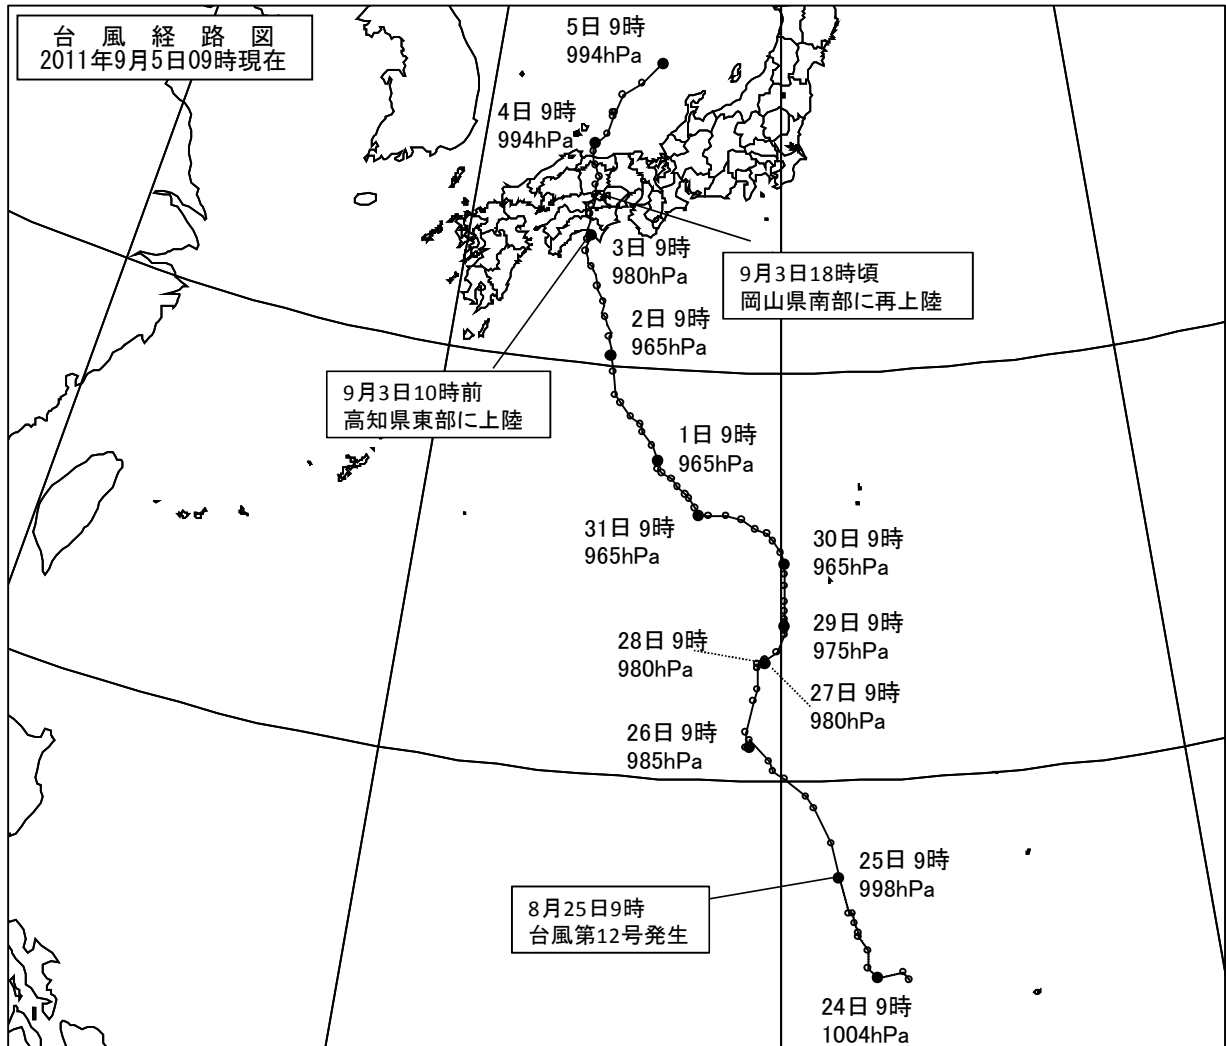 台 風 経 路 図
2011年9月5日09時現在
5日 9時
994hPa
4日 9時
994hPa
3日 9時
980hPa
9月3日18時頃
岡山県南部に再上陸
2日 9時
965hPa
9月3日10時前
高知県東部に上陸
1日 9時
965hPa
31日 9時
965hPa
30日 9時
965hPa
29日 9時
975hPa
28日 9時
980hPa
27日 9時
980hPa
26日 9時
985hPa
25日 9時
998hPa
8月25日9時
台風第12号発生
24日 9時
1004hPa